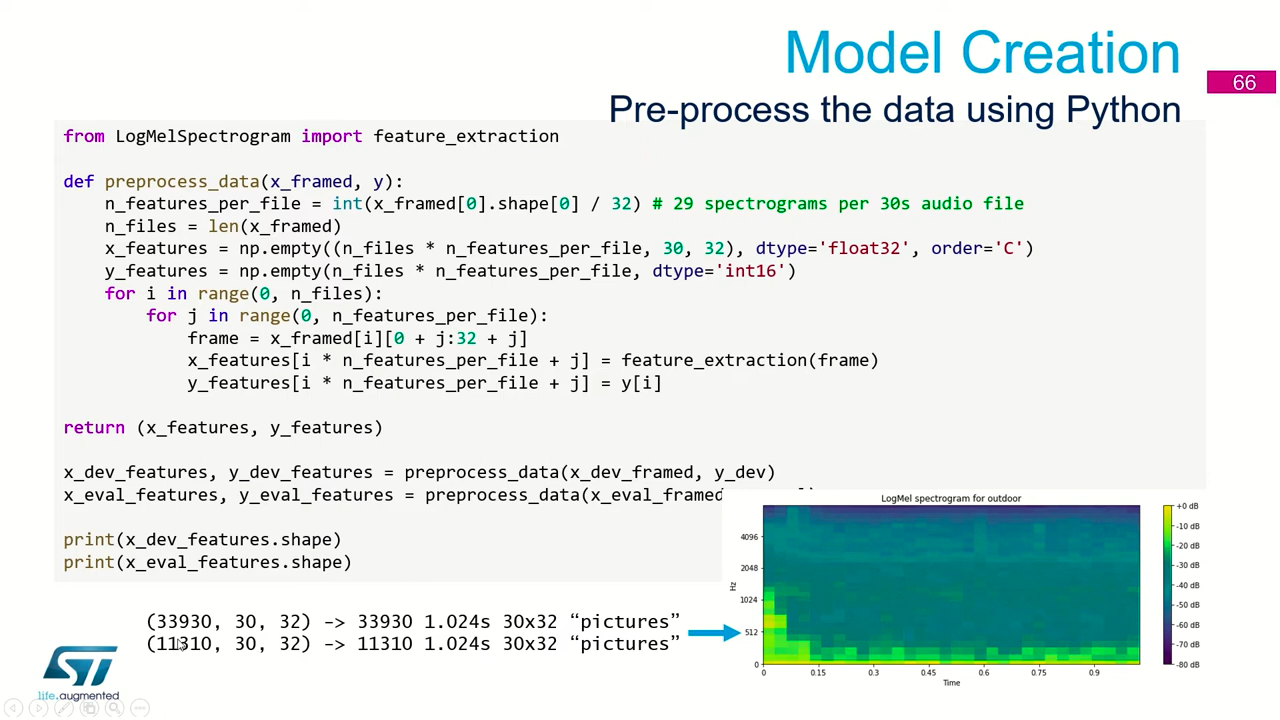 Model Creation
66
Pre-process the data using Python
from LogMelSpectrogram import feature_extraction
def preprocess_data(x_framed, y):
n_features_per_file = int(x_framed[0].shape[0] / 32) # 29 spectrograms per 30s audio file
n_files = len(x_framed)
x_features = np.empty((n_files * n_features_per_file, 30, 32), dtype='float32', order='C')
y_features = np.empty(n_files * n_features_per_file, dtype='int16')
for i in range(0, n_files):
for j in range(0, n_features_per_file):
frame = x_framed[i][0 + j:32 + j]
x_features[i * n_features_per_file + j] = feature_extraction(frame)
y_features[i * n_features_per_file + j] = y[i]
return (x_features, y_features)
x_dev_features, y_dev_features = preprocess_data(x_dev_framed, y_dev)
x_eval_features, y_eval_features = preprocess_data(x_eval_framed
print(x_dev_features.shape)
print(x_eval_features.shape)
(33930, 30, 32) -> 33930 1.024s 30x32 “pictures”
(11310, 30, 32) -> 11310 1.024s 30x32 “pictures”
LogMel spectrogram for outdoor
Hz
4096
2048
1024
512
0
0 0.15 0.3 0.45 0.6 0.75 0.9
Time
+0 dB
-10 dB
-20 dB
-30 dB
-40 dB
-50 dB
-60 dB
-70 dB
-80 dB
ST
life.augmented